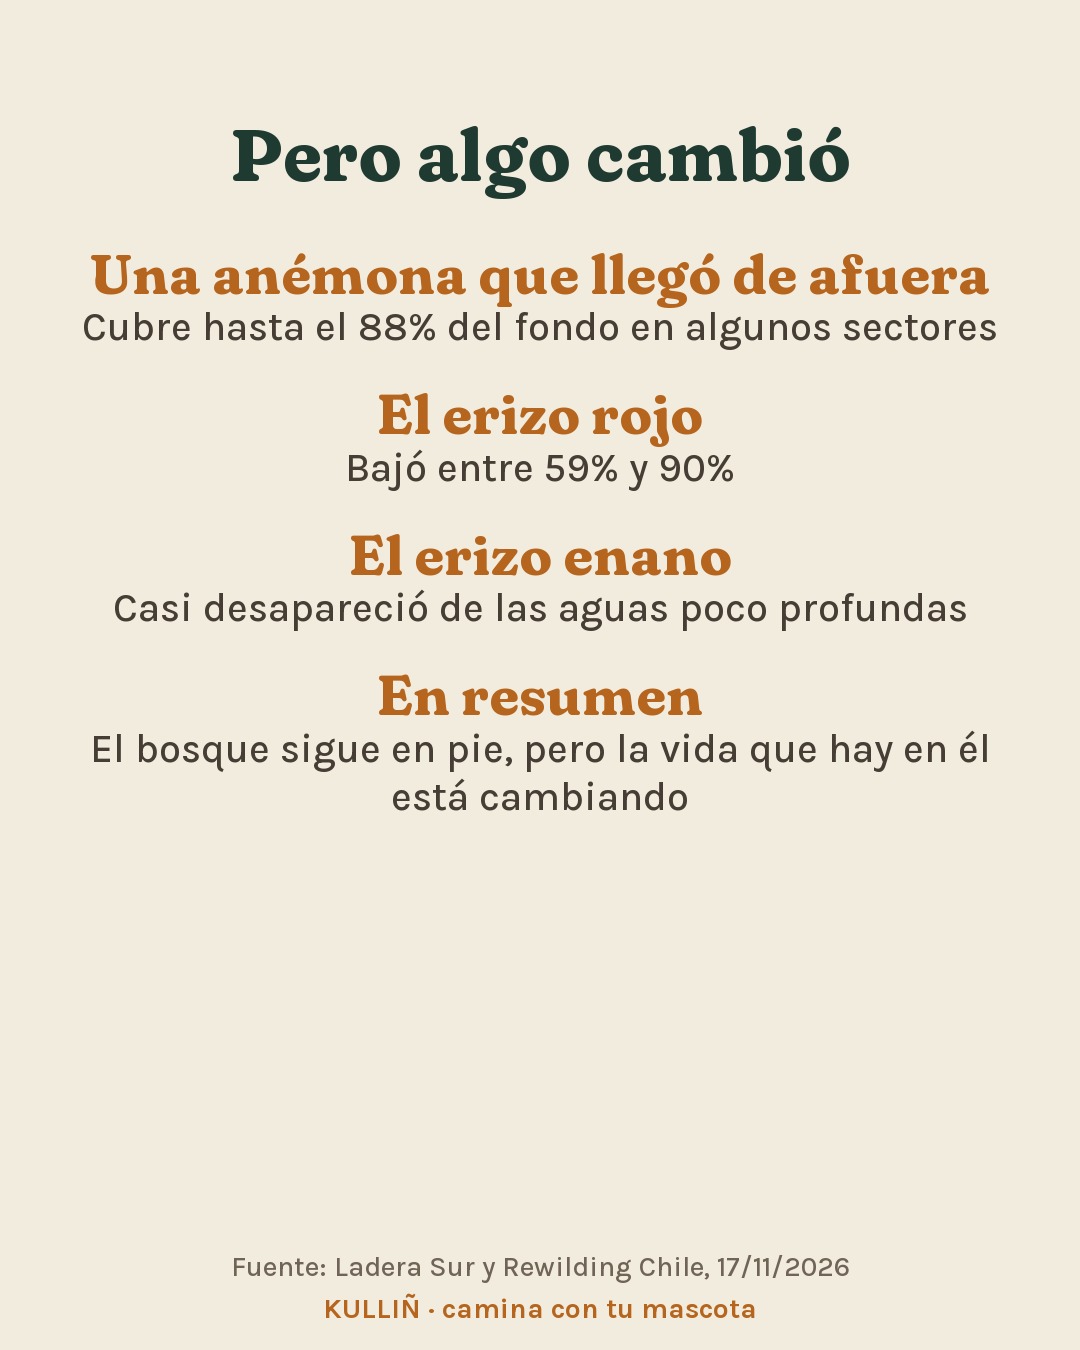 Pero algo cambió
Una anémona que llegó de afuera
Cubre hasta el 88% del fondo en algunos sectores
El erizo rojo
Bajó entre 59% y 90%
El erizo enano
Casi desapareció de las aguas poco profundas
En resumen
El bosque sigue en pie, pero la vida que hay en él
está cambiando
Fuente: Ladera Sur y Rewilding Chile, 17/11/2026
KULLIÑ · camina con tu mascota